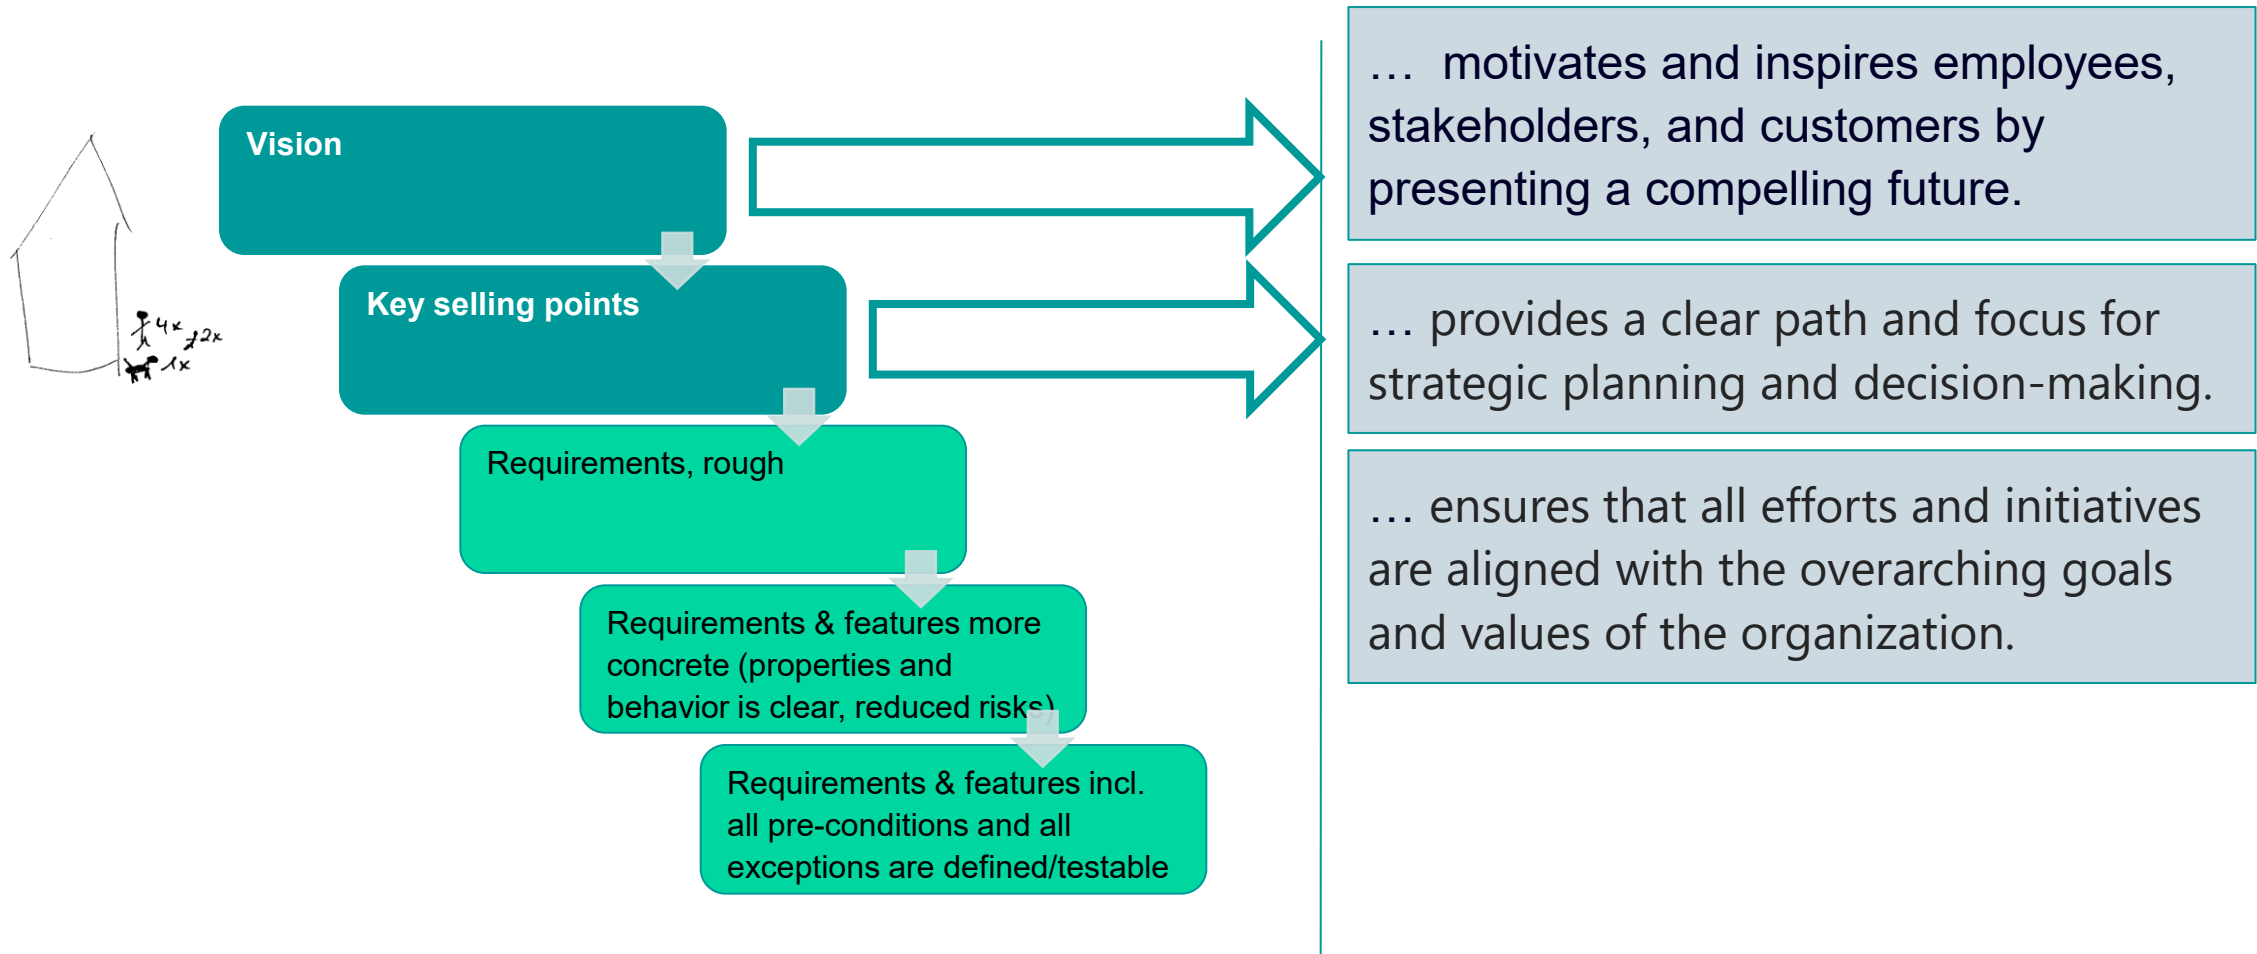 Vision
Key selling points
Requirements, rough
Requirements & features more
concrete (properties and
behavior is clear, reduced risks)
Requirements & features incl.
all pre-conditions and all
exceptions are defined/testable
4x
2x
1x
… motivates and inspires employees,
stakeholders, and customers by
presenting a compelling future.
… provides a clear path and focus for
strategic planning and decision-making.
… ensures that all efforts and initiatives
are aligned with the overarching goals
and values of the organization.